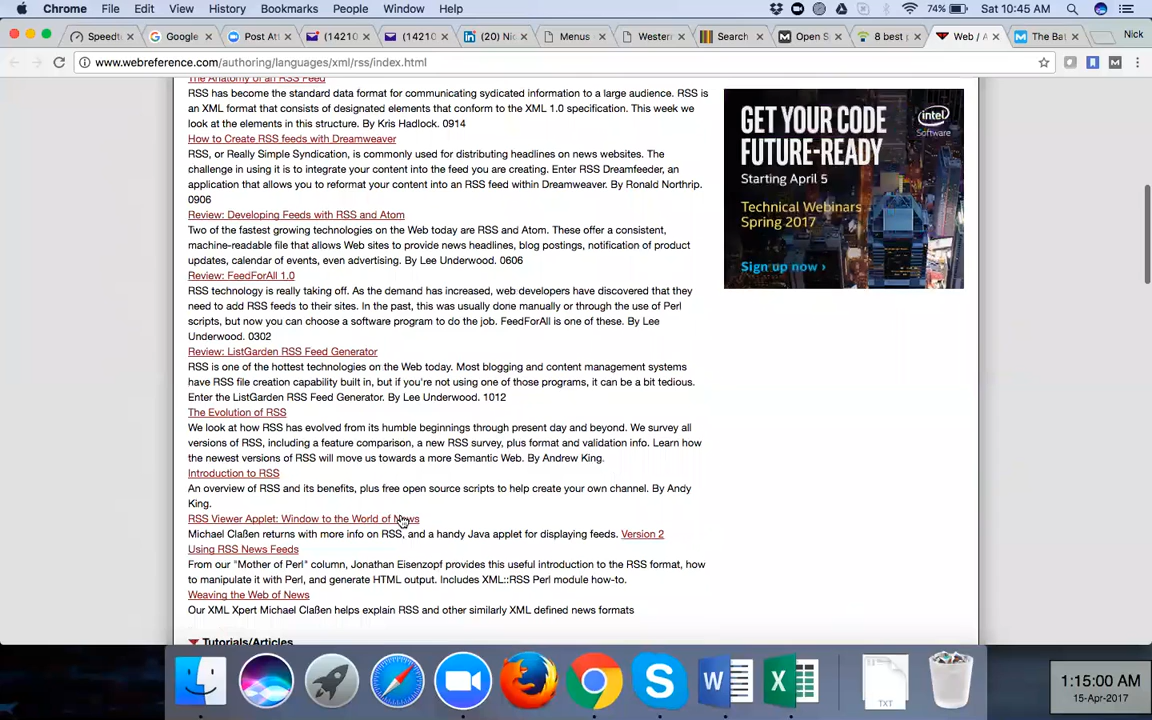 Chrome File Edit View History Bookmarks People Window Help 74% Sat 10:45 AM
Speedt Google Post Att (14210 (14210 (20) Nic Menus Western Search Open S 8 best p Web / A The Bat Nick
www.webreference.com/authoring/languages/xml/rss/index.html
The Anatomy of an RSS Feed
RSS has become the standard data format for communicating sydicated information to a large audience. RSS is
an XML format that consists of designated elements that conform to the XML 1.0 specification. This week we
look at the elements in this structure. By Kris Hadlock. 0914
How to Create RSS feeds with Dreamweaver
RSS, or Really Simple Syndication, is commonly used for distributing headlines on news websites. The
challenge in using it is to integrate your content into the feed you are creating. Enter RSS Dreamfeeder, an
application that allows you to reformat your content into an RSS feed within Dreamweaver. By Ronald Northrip.
0906
Review: Developing Feeds with RSS and Atom
Two of the fastest growing technologies on the Web today are RSS and Atom. These offer a consistent,
machine-readable file that allows Web sites to provide news headlines, blog postings, notification of product
updates, calendar of events, even advertising. By Lee Underwood. 0606
Review: FeedForAll 1.0
RSS technology is really taking off. As the demand has increased, web developers have discovered that they
need to add RSS feeds to their sites. In the past, this was usually done manually or through the use of Perl
scripts, but now you can choose a software program to do the job. FeedForAll is one of these. By Lee
Underwood. 0302
Review: ListGarden RSS Feed Generator
RSS is one of the hottest technologies on the Web today. Most blogging and content management systems
have RSS file creation capability built in, but if you're not using one of those programs, it can be a bit tedious.
Enter the ListGarden RSS Feed Generator. By Lee Underwood. 1012
The Evolution of RSS
We look at how RSS has evolved from its humble beginnings through present day and beyond. We survey all
versions of RSS, including a feature comparison, a new RSS survey, plus format and validation info. Learn how
the newest versions of RSS will move us towards a more Semantic Web. By Andrew King.
Introduction to RSS
An overview of RSS and its benefits, plus free open source scripts to help create your own channel. By Andy
King.
RSS Viewer Applet: Window to the World of News
Michael Claßen returns with more info on RSS, and a handy Java applet for displaying feeds. Version 2
Using RSS News Feeds
From our "Mother of Perl" column, Jonathan Eisenzopf provides this useful introduction to the RSS format, how
to manipulate it with Perl, and generate HTML output. Includes XML::RSS Perl module how-to.
Weaving the Web of News
Our XML Xpert Michael Claßen helps explain RSS and other similarly XML defined news formats
Tutorials/Articles
GET YOUR CODE
FUTURE-READY
Starting April 5
Technical Webinars
Spring 2017
Sign up now ›
intel
Software
TXT
1:15:00 AM
15-Apr-2017